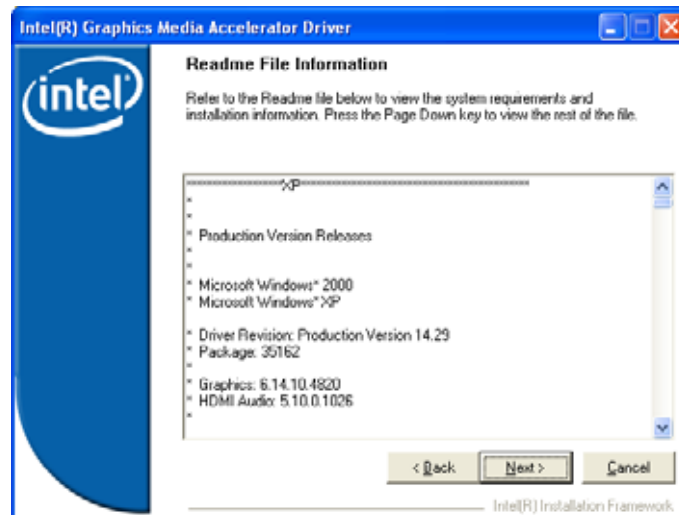 Intel(R) Graphics Media Accelerator Driver
intel
Readme File Information
Refer to the Readme file below to view the system requirements and
installation information. Press the Page Down key to view the rest of the file.
*****************XP*****************************************
*
*
* Production Version Releases
*
*
* Microsoft Windows* 2000
* Microsoft Windows* XP
*
* Driver Revision: Production Version 14.29
* Package: 35162
*
* Graphics: 6.14.10.4820
* HDMI Audio: 5.10.0.1026
*
< Back
Next >
Cancel
Intel(R) Installation Framework